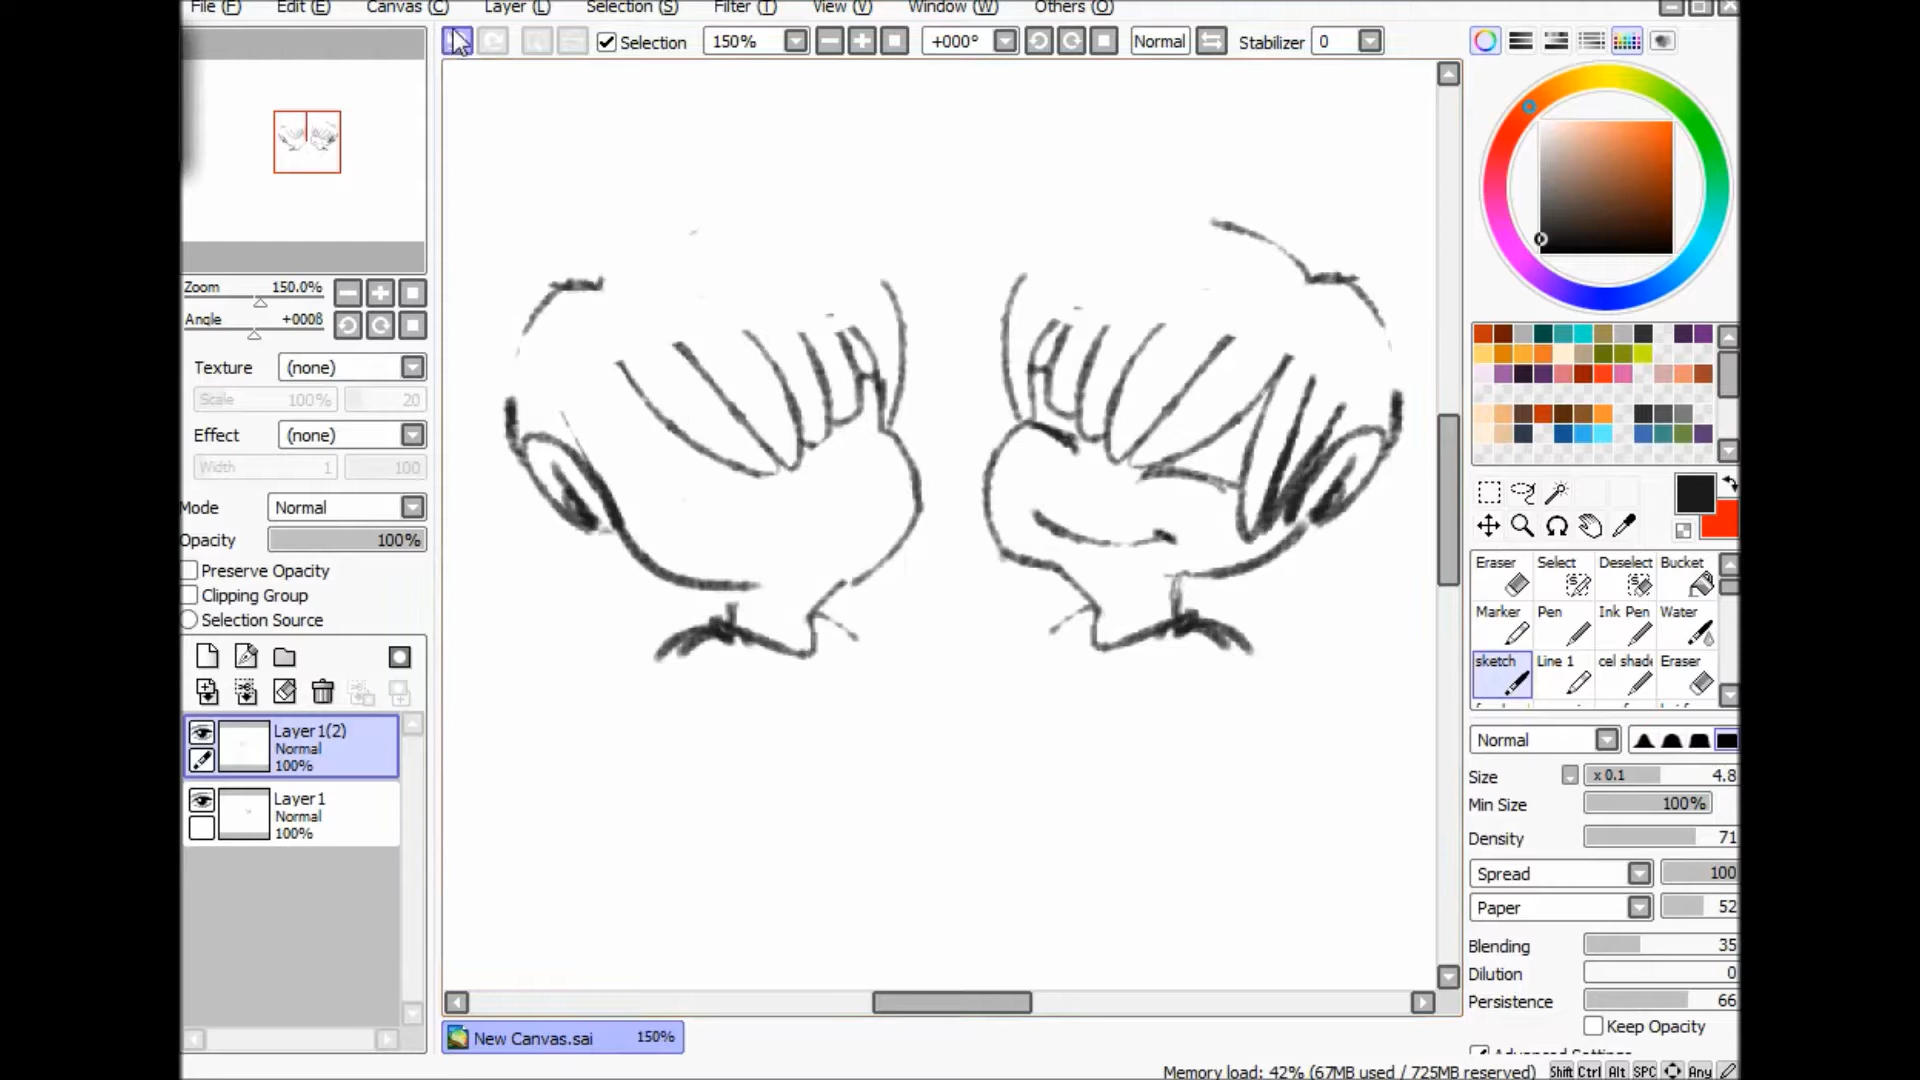 File (F) Edit (E) Canvas (C) Layer (L) Selection (S) Filter (T) View (V) Window (W) Others (O)
Selection 150% +000° Normal Stabilizer 0
Zoom 150.0%
Angle +000ß
Texture (none)
Scale 100% 20
Effect (none)
Width 1 100
Mode Normal
Opacity 100%
Preserve Opacity
Clipping Group
Selection Source
Layer1(2)
Normal
100%
Layer1
Normal
100%
Eraser Select Deselect Bucket
Marker Pen Ink Pen Water
sketch Line 1 cel shade Eraser
Normal
Size x 0.1 4.8
Min Size 100%
Density 71
Spread 100
Paper 52
Blending 35
Dilution 0
Persistence 66
Keep Opacity
New Canvas.sai 150%
Memory load: 42% (67MB used / 725MB reserved) Shift Ctrl Alt SPC Any